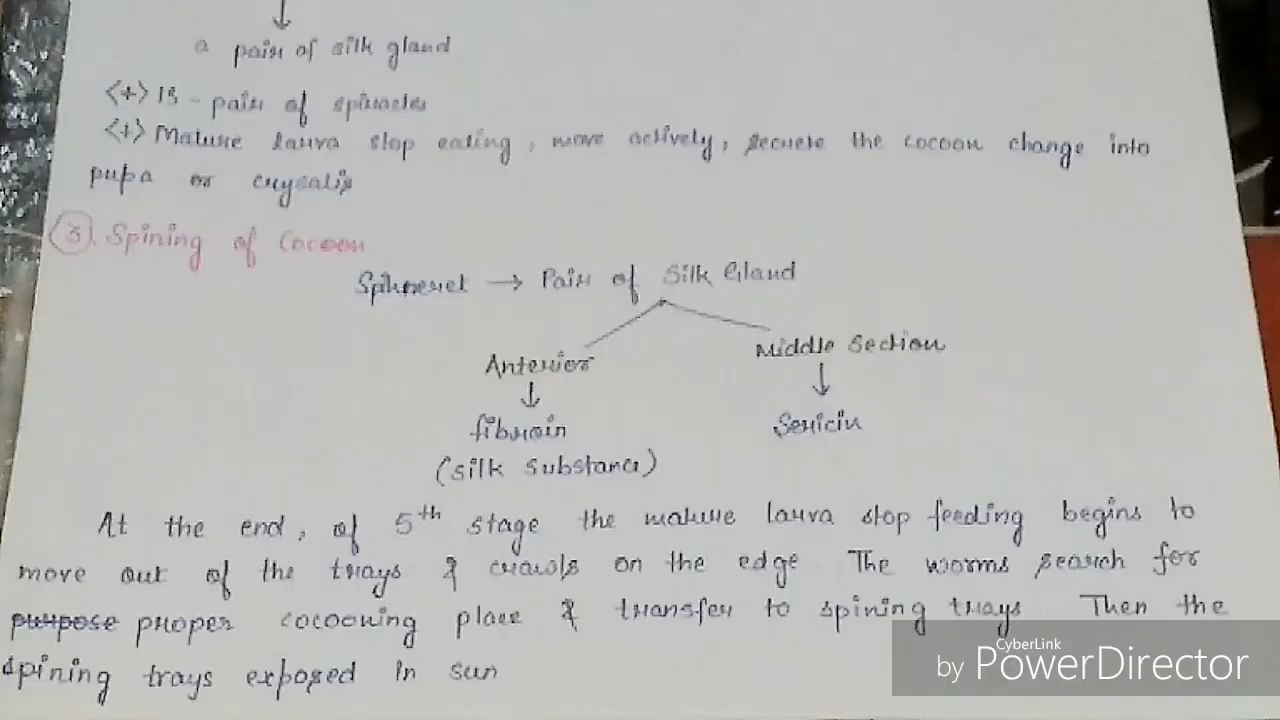 a pair of silk gland
<+> 18 - pair of spiracles
<+> Mature larva stop eating, move actively, secrete the cocoon change into
pupa or crysalis
(3). Spining of Cocoon
Spinneret → Pair of Silk Gland
Anterior Middle Section
fibroin Sericin
(Silk substance)
At the end, of 5th stage the mature larva stop feeding begins to
move out of the trays & crawls on the edge The worms search for
purpose proper cocooning place & transfer to spining trays Then the
spining trays exposed in sun
CyberLink
by PowerDirector